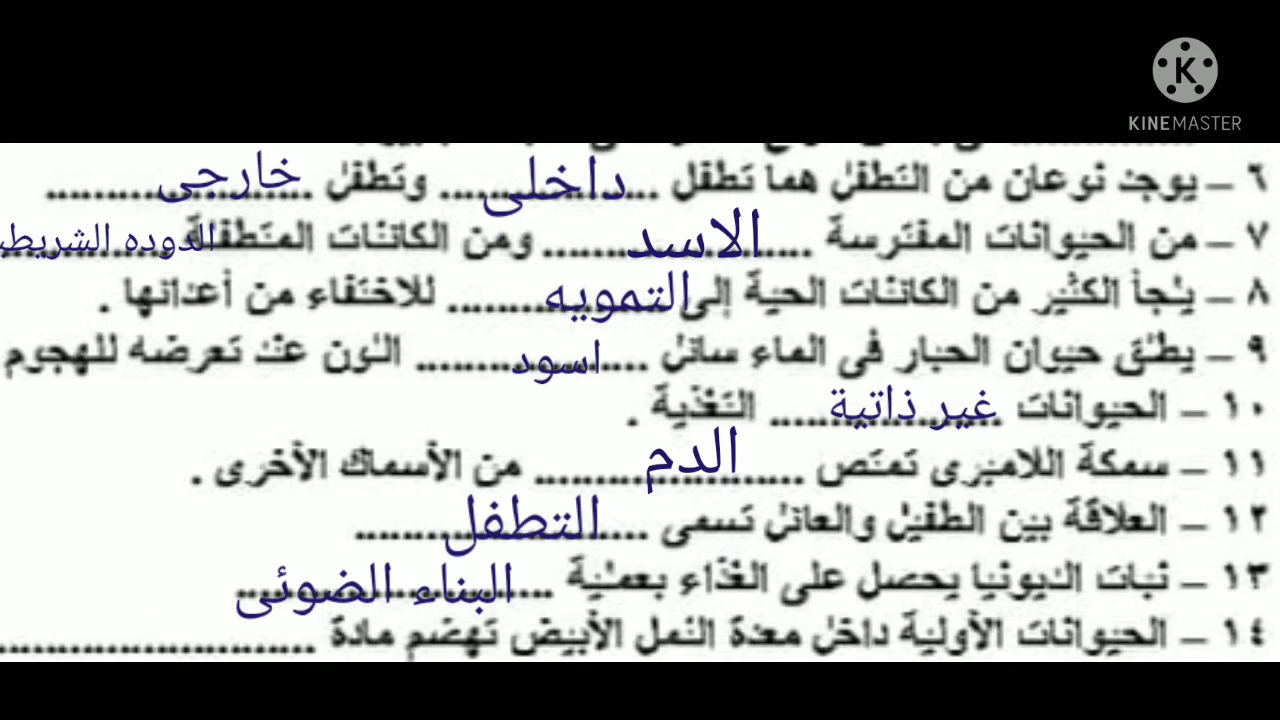 KINEMASTER
٦ – يوجد نوعان من التطفل هما تطفل داخلى وتطفل خارجى
٧ – من الحيوانات المفترسة الاسد ومن الكائنات المتطفلة الدوده الشريطي
٨ – يلجأ الكثير من الكائنات الحية إلى التمويه للاختفاء من أعدائها .
٩ – يطلق حيوان الحبار فى الماء سائل اسود اللون عند تعرضه للهجوم
١٠ – الحيوانات غير ذاتية التغذية .
١١ – سمكة اللامبرى تمتص الدم من الأسماك الأخرى .
١٢ – العلاقة بين الطفيل والعائل تسمى التطفل
١٣ – نبات الديونيا يحصل على الغذاء بعملية البناء الضوئى
١٤ – الحيوانات الأولية داخل معدة النمل الأبيض تهضم مادة